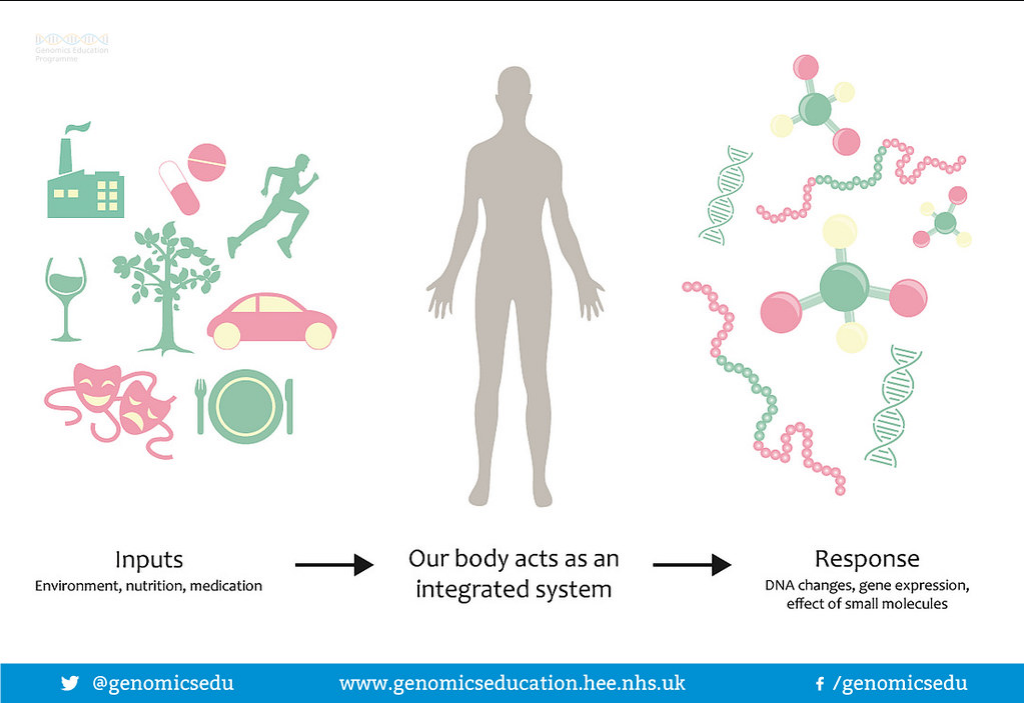 Genomics Education
Programme
Inputs
Environment, nutrition, medication
Our body acts as an
integrated system
Response
DNA changes, gene expression,
effect of small molecules
@genomicsedu
www.genomicseducation.hee.nhs.uk
/genomicsedu